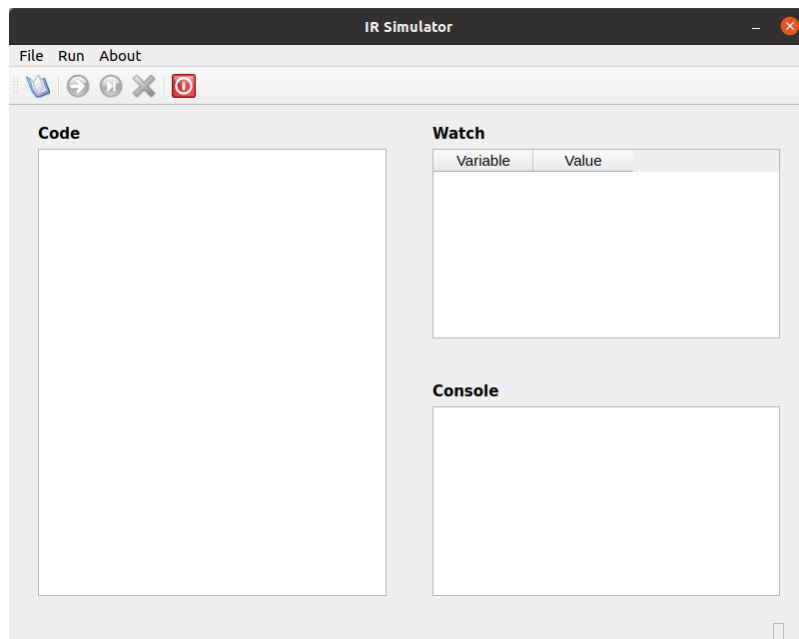 IR Simulator
File Run About
Code
Watch
Variable Value
Console